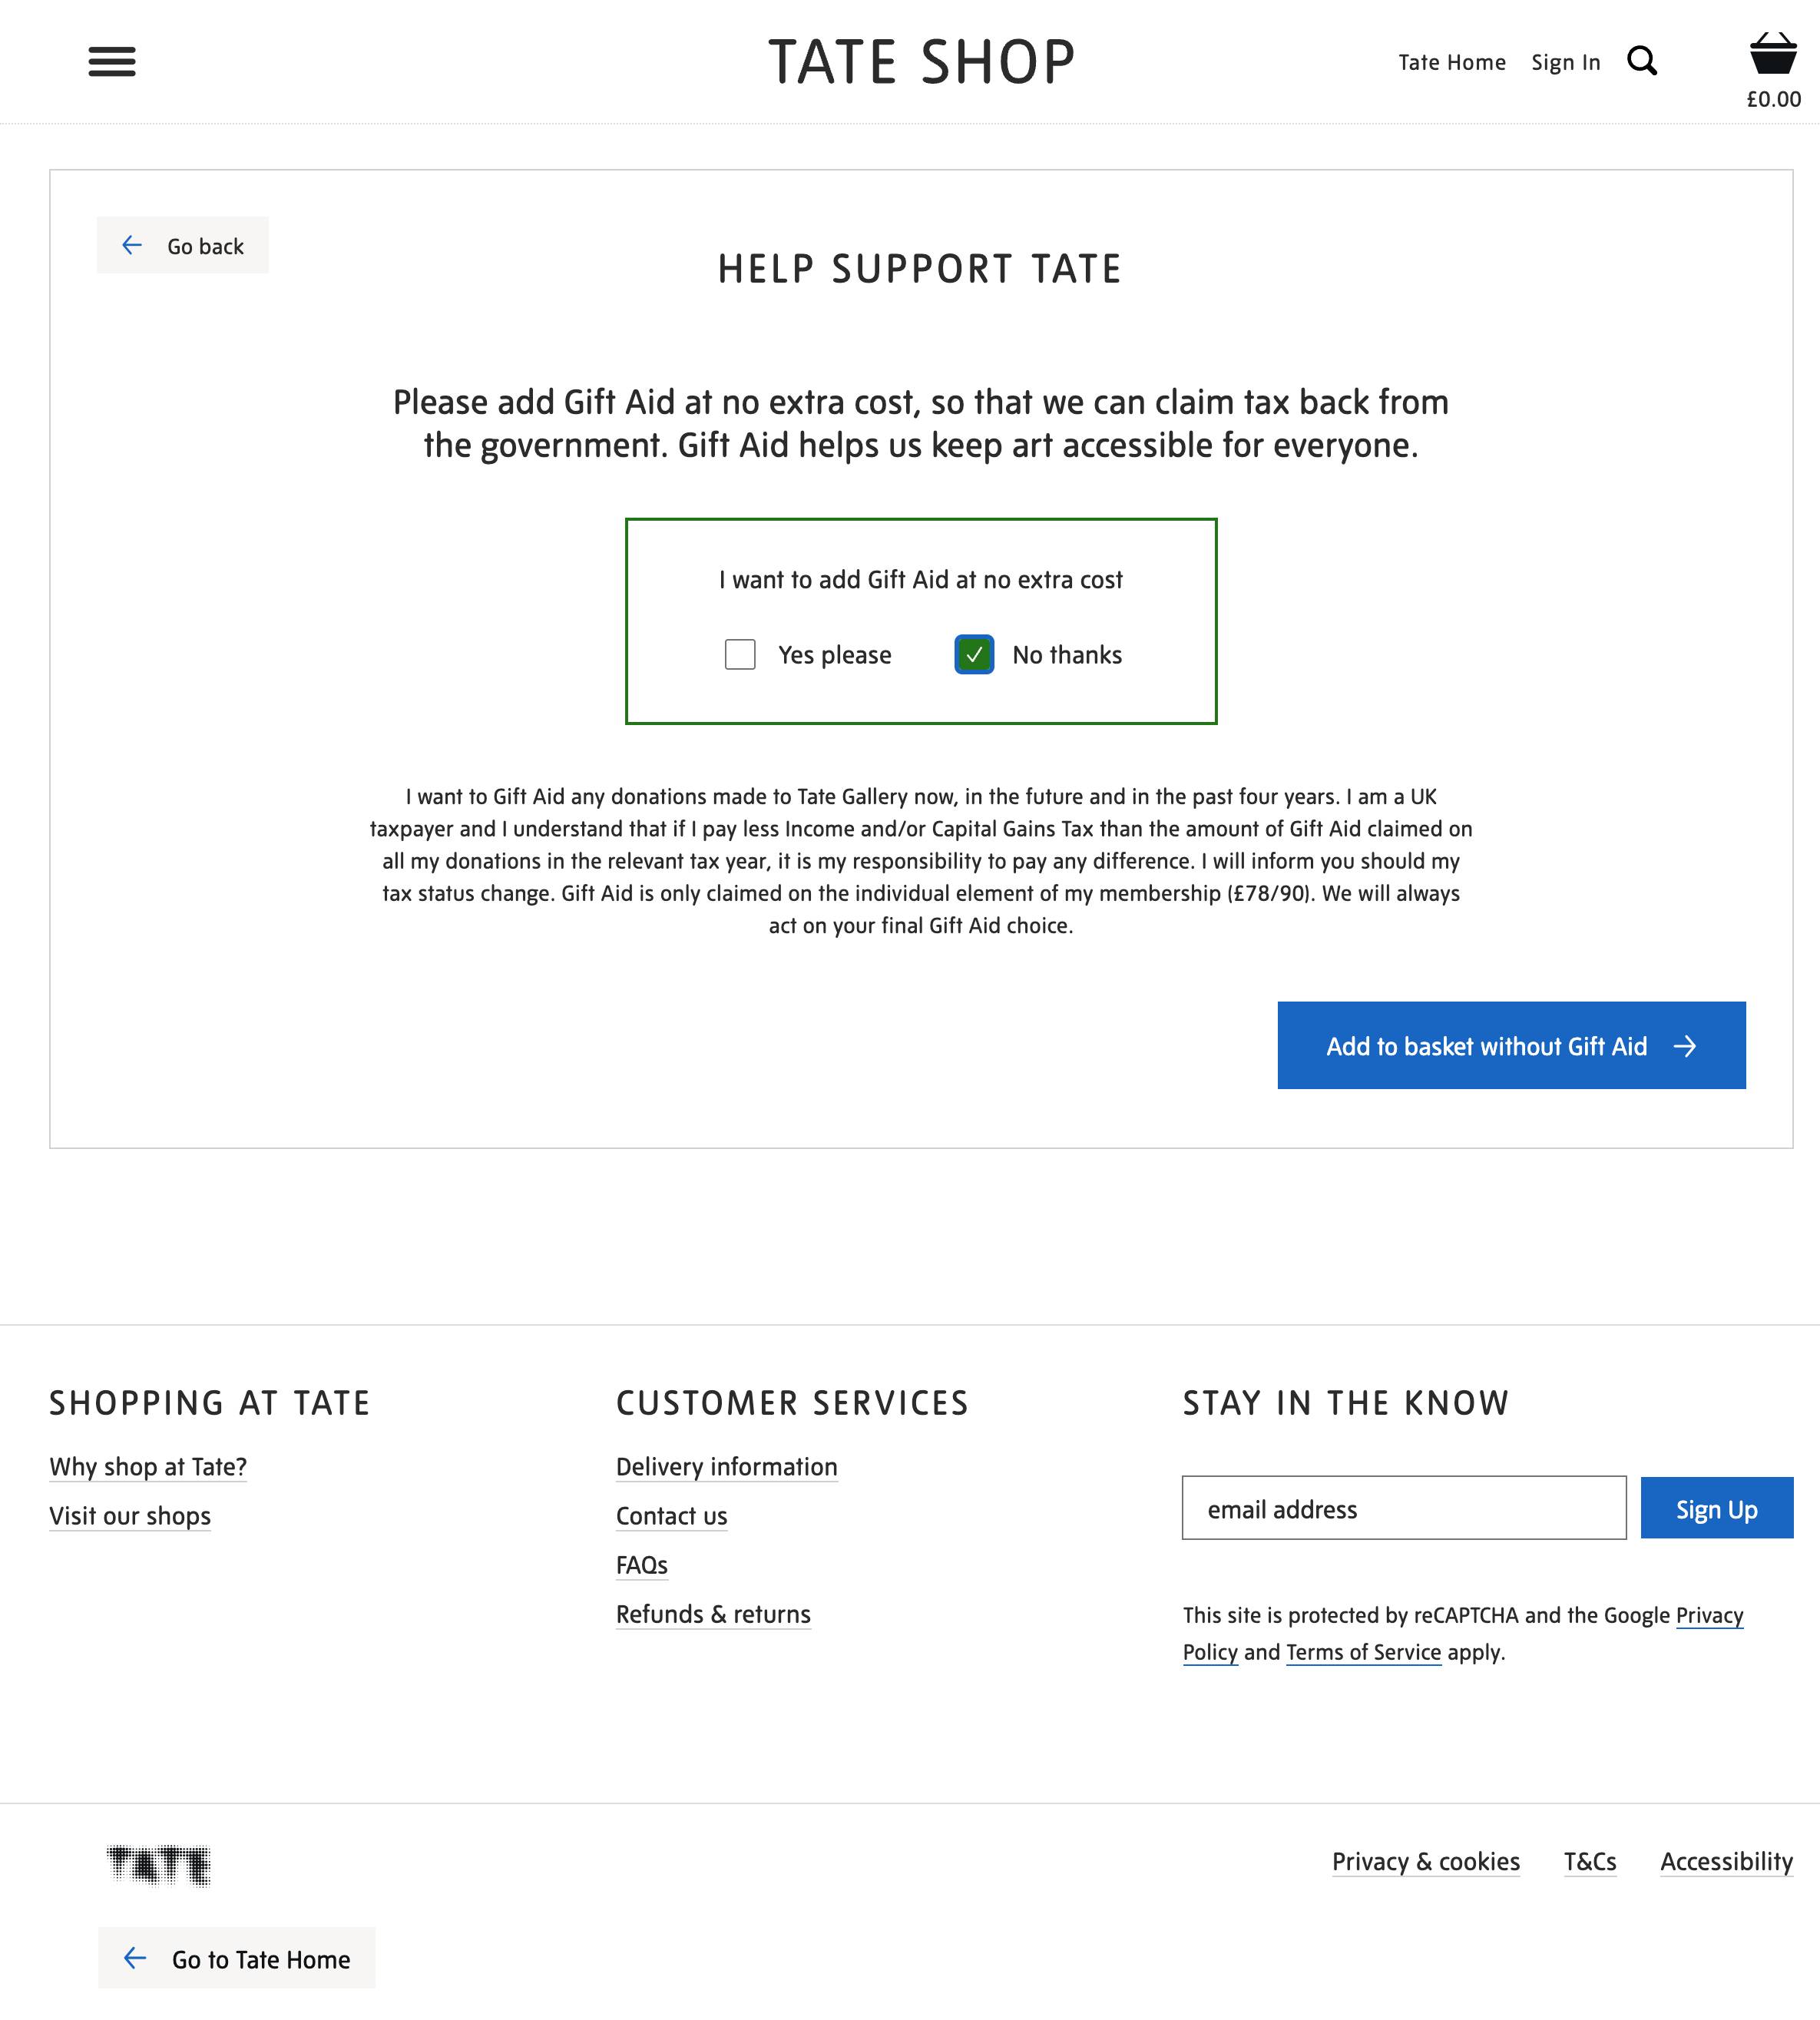 TATE SHOP
Tate Home
Sign In
£0.00
Go back
HELP SUPPORT TATE
Please add Gift Aid at no extra cost, so that we can claim tax back from
the government. Gift Aid helps us keep art accessible for everyone.
I want to add Gift Aid at no extra cost
Yes please
No thanks
I want to Gift Aid any donations made to Tate Gallery now, in the future and in the past four years. I am a UK
taxpayer and I understand that if I pay less Income and/or Capital Gains Tax than the amount of Gift Aid claimed on
all my donations in the relevant tax year, it is my responsibility to pay any difference. I will inform you should my
tax status change. Gift Aid is only claimed on the individual element of my membership (£78/90). We will always
act on your final Gift Aid choice.
Add to basket without Gift Aid
SHOPPING AT TATE
Why shop at Tate?
Visit our shops
CUSTOMER SERVICES
Delivery information
Contact us
FAQs
Refunds & returns
STAY IN THE KNOW
email address
Sign Up
This site is protected by reCAPTCHA and the Google Privacy
Policy and Terms of Service apply.
TATE
Privacy & cookies
T&Cs
Accessibility
Go to Tate Home